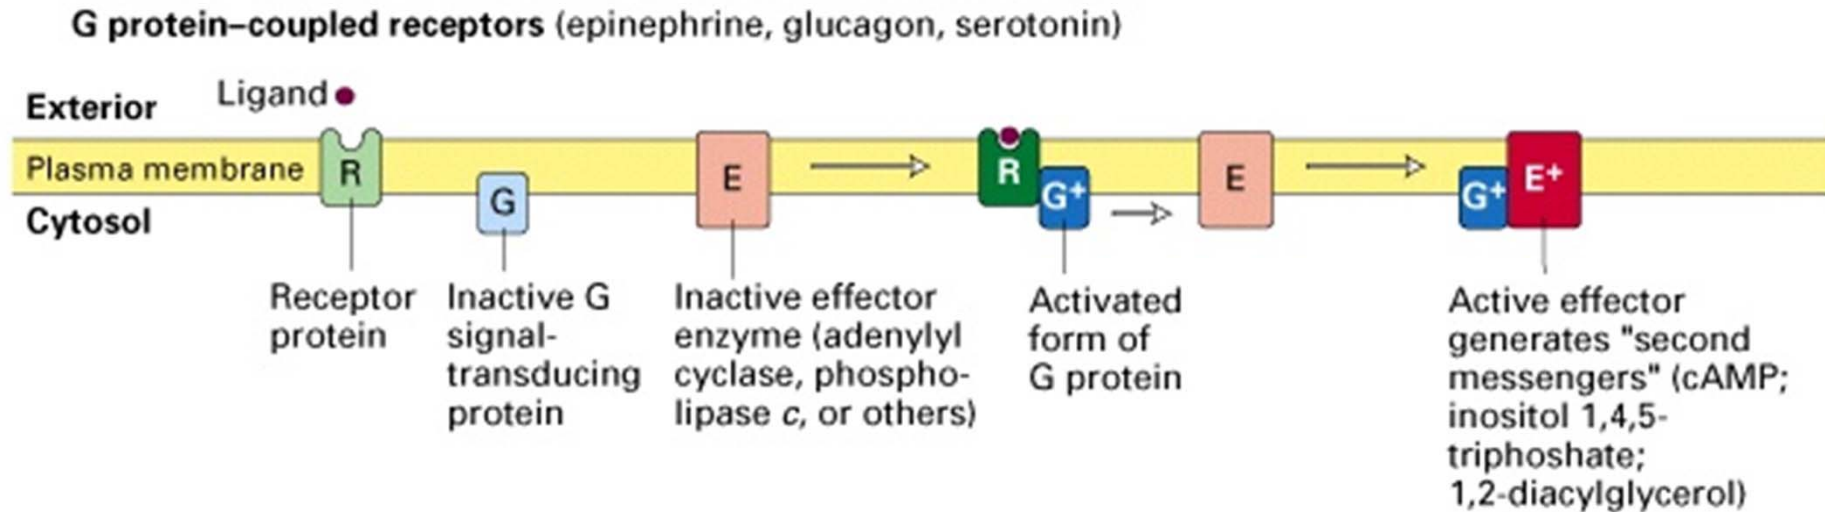 G protein–coupled receptors (epinephrine, glucagon, serotonin)
Ligand
Exterior
Plasma membrane
R
E
R
E
E+
G
G+
G+
Cytosol
Receptor
protein
Inactive G
signal-
transducing
protein
Inactive effector
enzyme (adenylyl
cyclase, phospho-
lipase c, or others)
Activated
form of
G protein
Active effector
generates "second
messengers" (cAMP;
inositol 1,4,5-
triphoshate;
1,2-diacylglycerol)